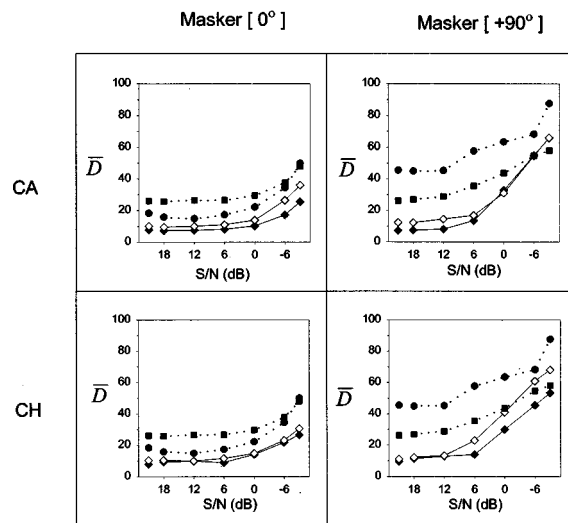 Masker [ 0° ] Masker [ +90° ]
CA
100 100
80 80
60 60
D̅ D̅
40 40
20 20
0 0
18 12 6 0 -6 18 12 6 0 -6
S/N (dB) S/N (dB)
CH
100 100
80 80
60 60
D̅ D̅
40 40
20 20
0 0
18 12 6 0 -6 18 12 6 0 -6
S/N (dB) S/N (dB)